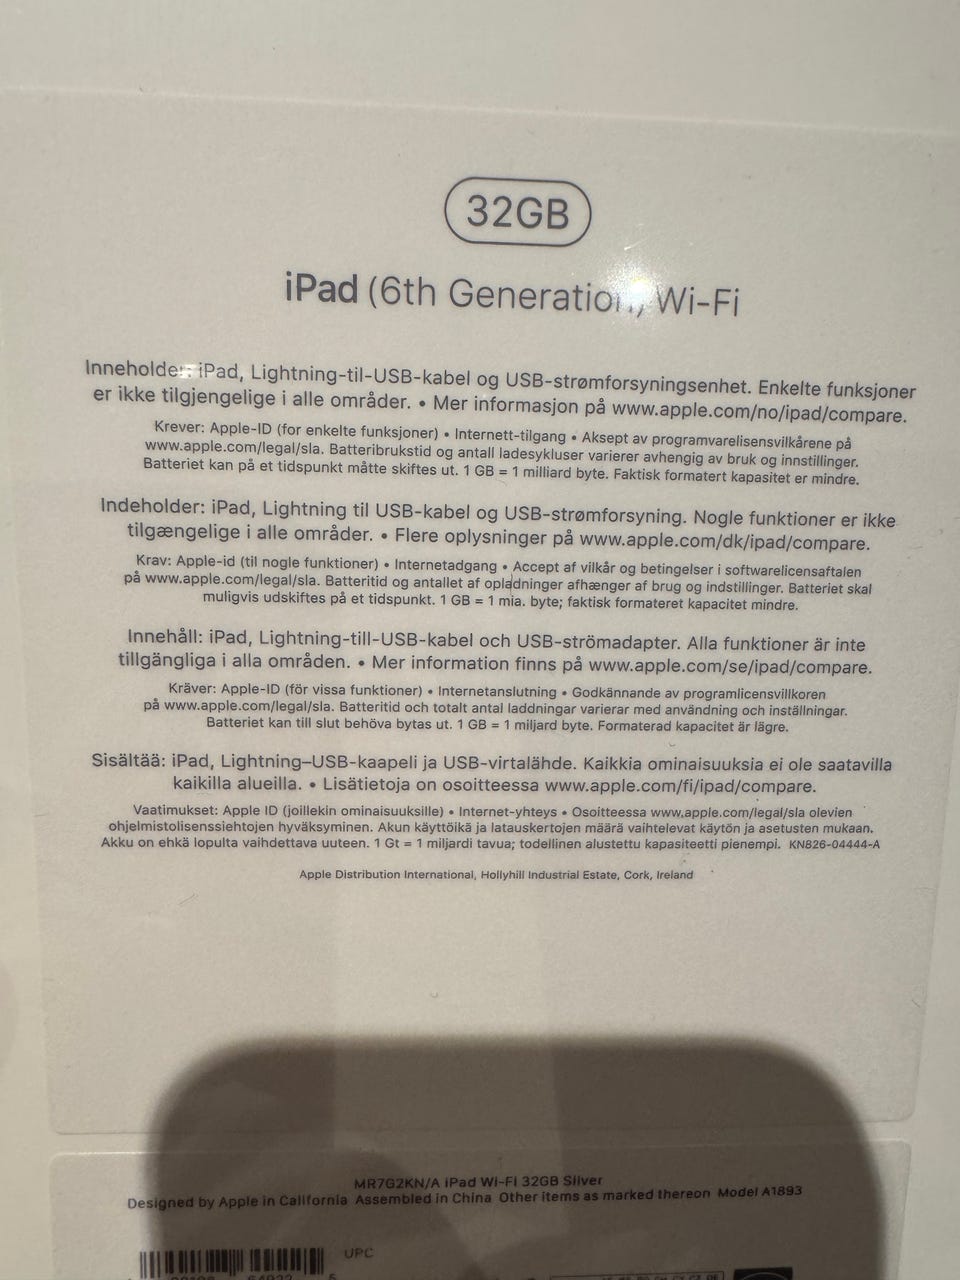 32GB
iPad (6th Generation) Wi-Fi
Inneholder: iPad, Lightning-til-USB-kabel og USB-strømforsyningsenhet. Enkelte funksjoner
er ikke tilgjengelige i alle områder. • Mer informasjon på www.apple.com/no/ipad/compare.
Krever: Apple-ID (for enkelte funksjoner) • Internett-tilgang • Aksept av programvarelisensvilkårene på
www.apple.com/legal/sla. Batteribrukstid og antall ladesykluser varierer avhengig av bruk og innstillinger.
Batteriet kan på et tidspunkt måtte skiftes ut. 1 GB = 1 milliard byte. Faktisk formatert kapasitet er mindre.
Indeholder: iPad, Lightning til USB-kabel og USB-strømforsyning. Nogle funktioner er ikke
tilgængelige i alle områder. • Flere oplysninger på www.apple.com/dk/ipad/compare.
Krav: Apple-id (til nogle funktioner) • Internetadgang • Accept af vilkår og betingelser i softwarelicensaftalen
på www.apple.com/legal/sla. Batteritid og antallet af opladninger afhænger af brug og indstillinger. Batteriet skal
muligvis udskiftes på et tidspunkt. 1 GB = 1 mia. byte; faktisk formateret kapacitet mindre.
Innehåll: iPad, Lightning-till-USB-kabel och USB-strömadapter. Alla funktioner är inte
tillgängliga i alla områden. • Mer information finns på www.apple.com/se/ipad/compare.
Kräver: Apple-ID (för vissa funktioner) • Internetanslutning • Godkännande av programlicensvillkoren
på www.apple.com/legal/sla. Batteritid och totalt antal laddningar varierar med användning och inställningar.
Batteriet kan till slut behöva bytas ut. 1 GB = 1 miljard byte. Formaterad kapacitet är lägre.
Sisältää: iPad, Lightning–USB-kaapeli ja USB-virtalähde. Kaikkia ominaisuuksia ei ole saatavilla
kaikilla alueilla. • Lisätietoja on osoitteessa www.apple.com/fi/ipad/compare.
Vaatimukset: Apple ID (joillekin ominaisuuksille) • Internet-yhteys • Osoitteessa www.apple.com/legal/sla olevien
ohjelmistolisenssiehtojen hyväksyminen. Akun käyttöikä ja latauskertojen määrä vaihtelevat käytön ja asetusten mukaan.
Akku on ehkä lopulta vaihdettava uuteen. 1 Gt = 1 miljardi tavua; todellinen alustettu kapasiteetti pienempi. KN826-04444-A
Apple Distribution International, Hollyhill Industrial Estate, Cork, Ireland
MR7G2KN/A iPad Wi-Fi 32GB Silver
Designed by Apple in California Assembled in China Other items as marked thereon Model A1893
UPC